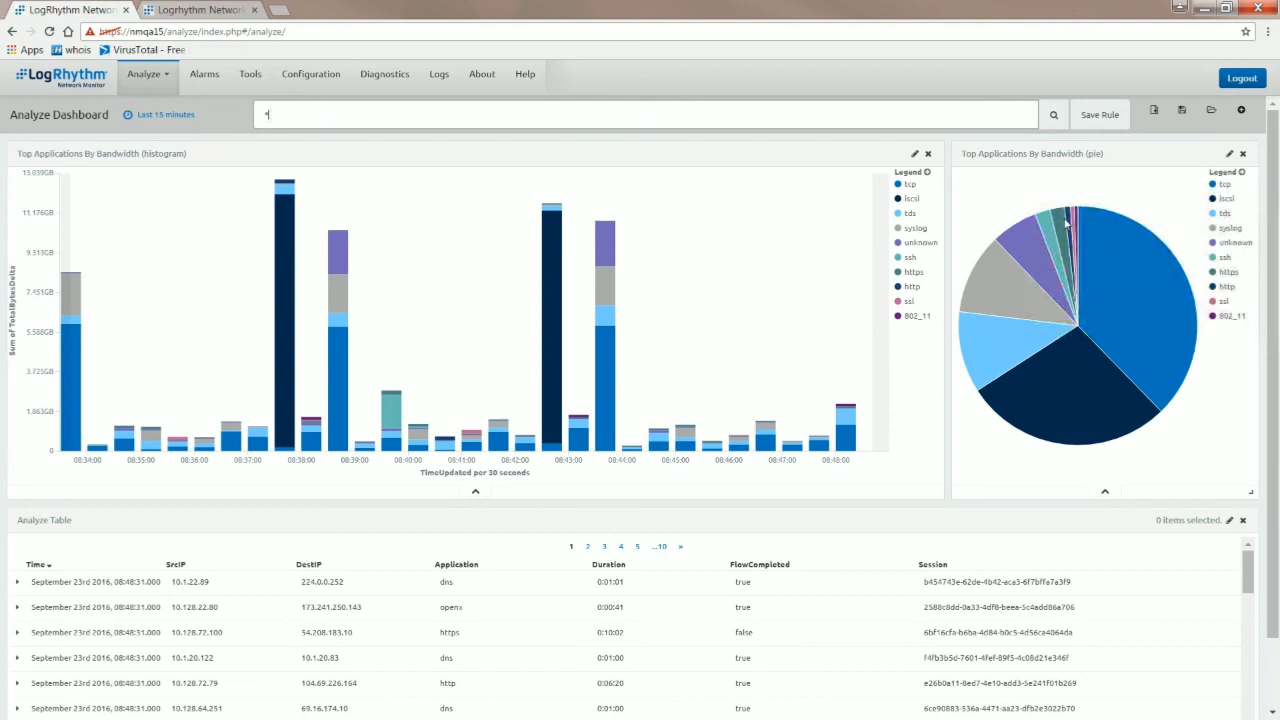 LogRhythm Network
Logrhythm Network
https://nmqa15/analyze/index.php#/analyze/
Apps whois VirusTotal - Free
LogRhythm
Network Monitor
Analyze Alarms Tools Configuration Diagnostics Logs About Help
Logout
Analyze Dashboard Last 15 minutes * Save Rule
Top Applications By Bandwidth (histogram)
13.039GB
11.176GB
9.313GB
7.451GB
5.588GB
3.725GB
1.863GB
0
Sum of TotalBytesDelta
08:34:00 08:35:00 08:36:00 08:37:00 08:38:00 08:39:00 08:40:00 08:41:00 08:42:00 08:43:00 08:44:00 08:45:00 08:46:00 08:47:00 08:48:00
TimeUpdated per 30 seconds
Legend
tcp
iscsi
tds
syslog
unknown
ssh
https
http
ssl
802_11
Top Applications By Bandwidth (pie)
Legend
tcp
iscsi
tds
syslog
unknown
ssh
https
http
ssl
802_11
Analyze Table 0 items selected.
1 2 3 4 5 ...10 »
Time SrcIP DestIP Application Duration FlowCompleted Session
September 23rd 2016, 08:48:31.000 10.1.22.89 224.0.0.252 dns 0:01:01 true b454743e-62de-4b42-aca3-6f7bffa7a3f9
September 23rd 2016, 08:48:31.000 10.128.22.80 173.241.250.143 openx 0:00:41 true 2588c8dd-0a33-4df8-beea-5c4add86a706
September 23rd 2016, 08:48:31.000 10.128.72.100 54.208.183.10 https 0:10:02 false 6bf16cfa-b6ba-4d84-b0c5-4d56ca4064da
September 23rd 2016, 08:48:31.000 10.1.20.122 10.1.20.83 dns 0:01:00 true f4fb3b5d-7601-4fef-89f5-4c08d21e346f
September 23rd 2016, 08:48:31.000 10.128.72.79 104.69.226.164 http 0:06:20 true e26b0a11-8ed7-4e10-add3-5e241f01b269
September 23rd 2016, 08:48:31.000 10.128.64.251 69.16.174.10 dns 0:01:00 true 6ce90883-536a-4471-aa23-dfb2e3022b70